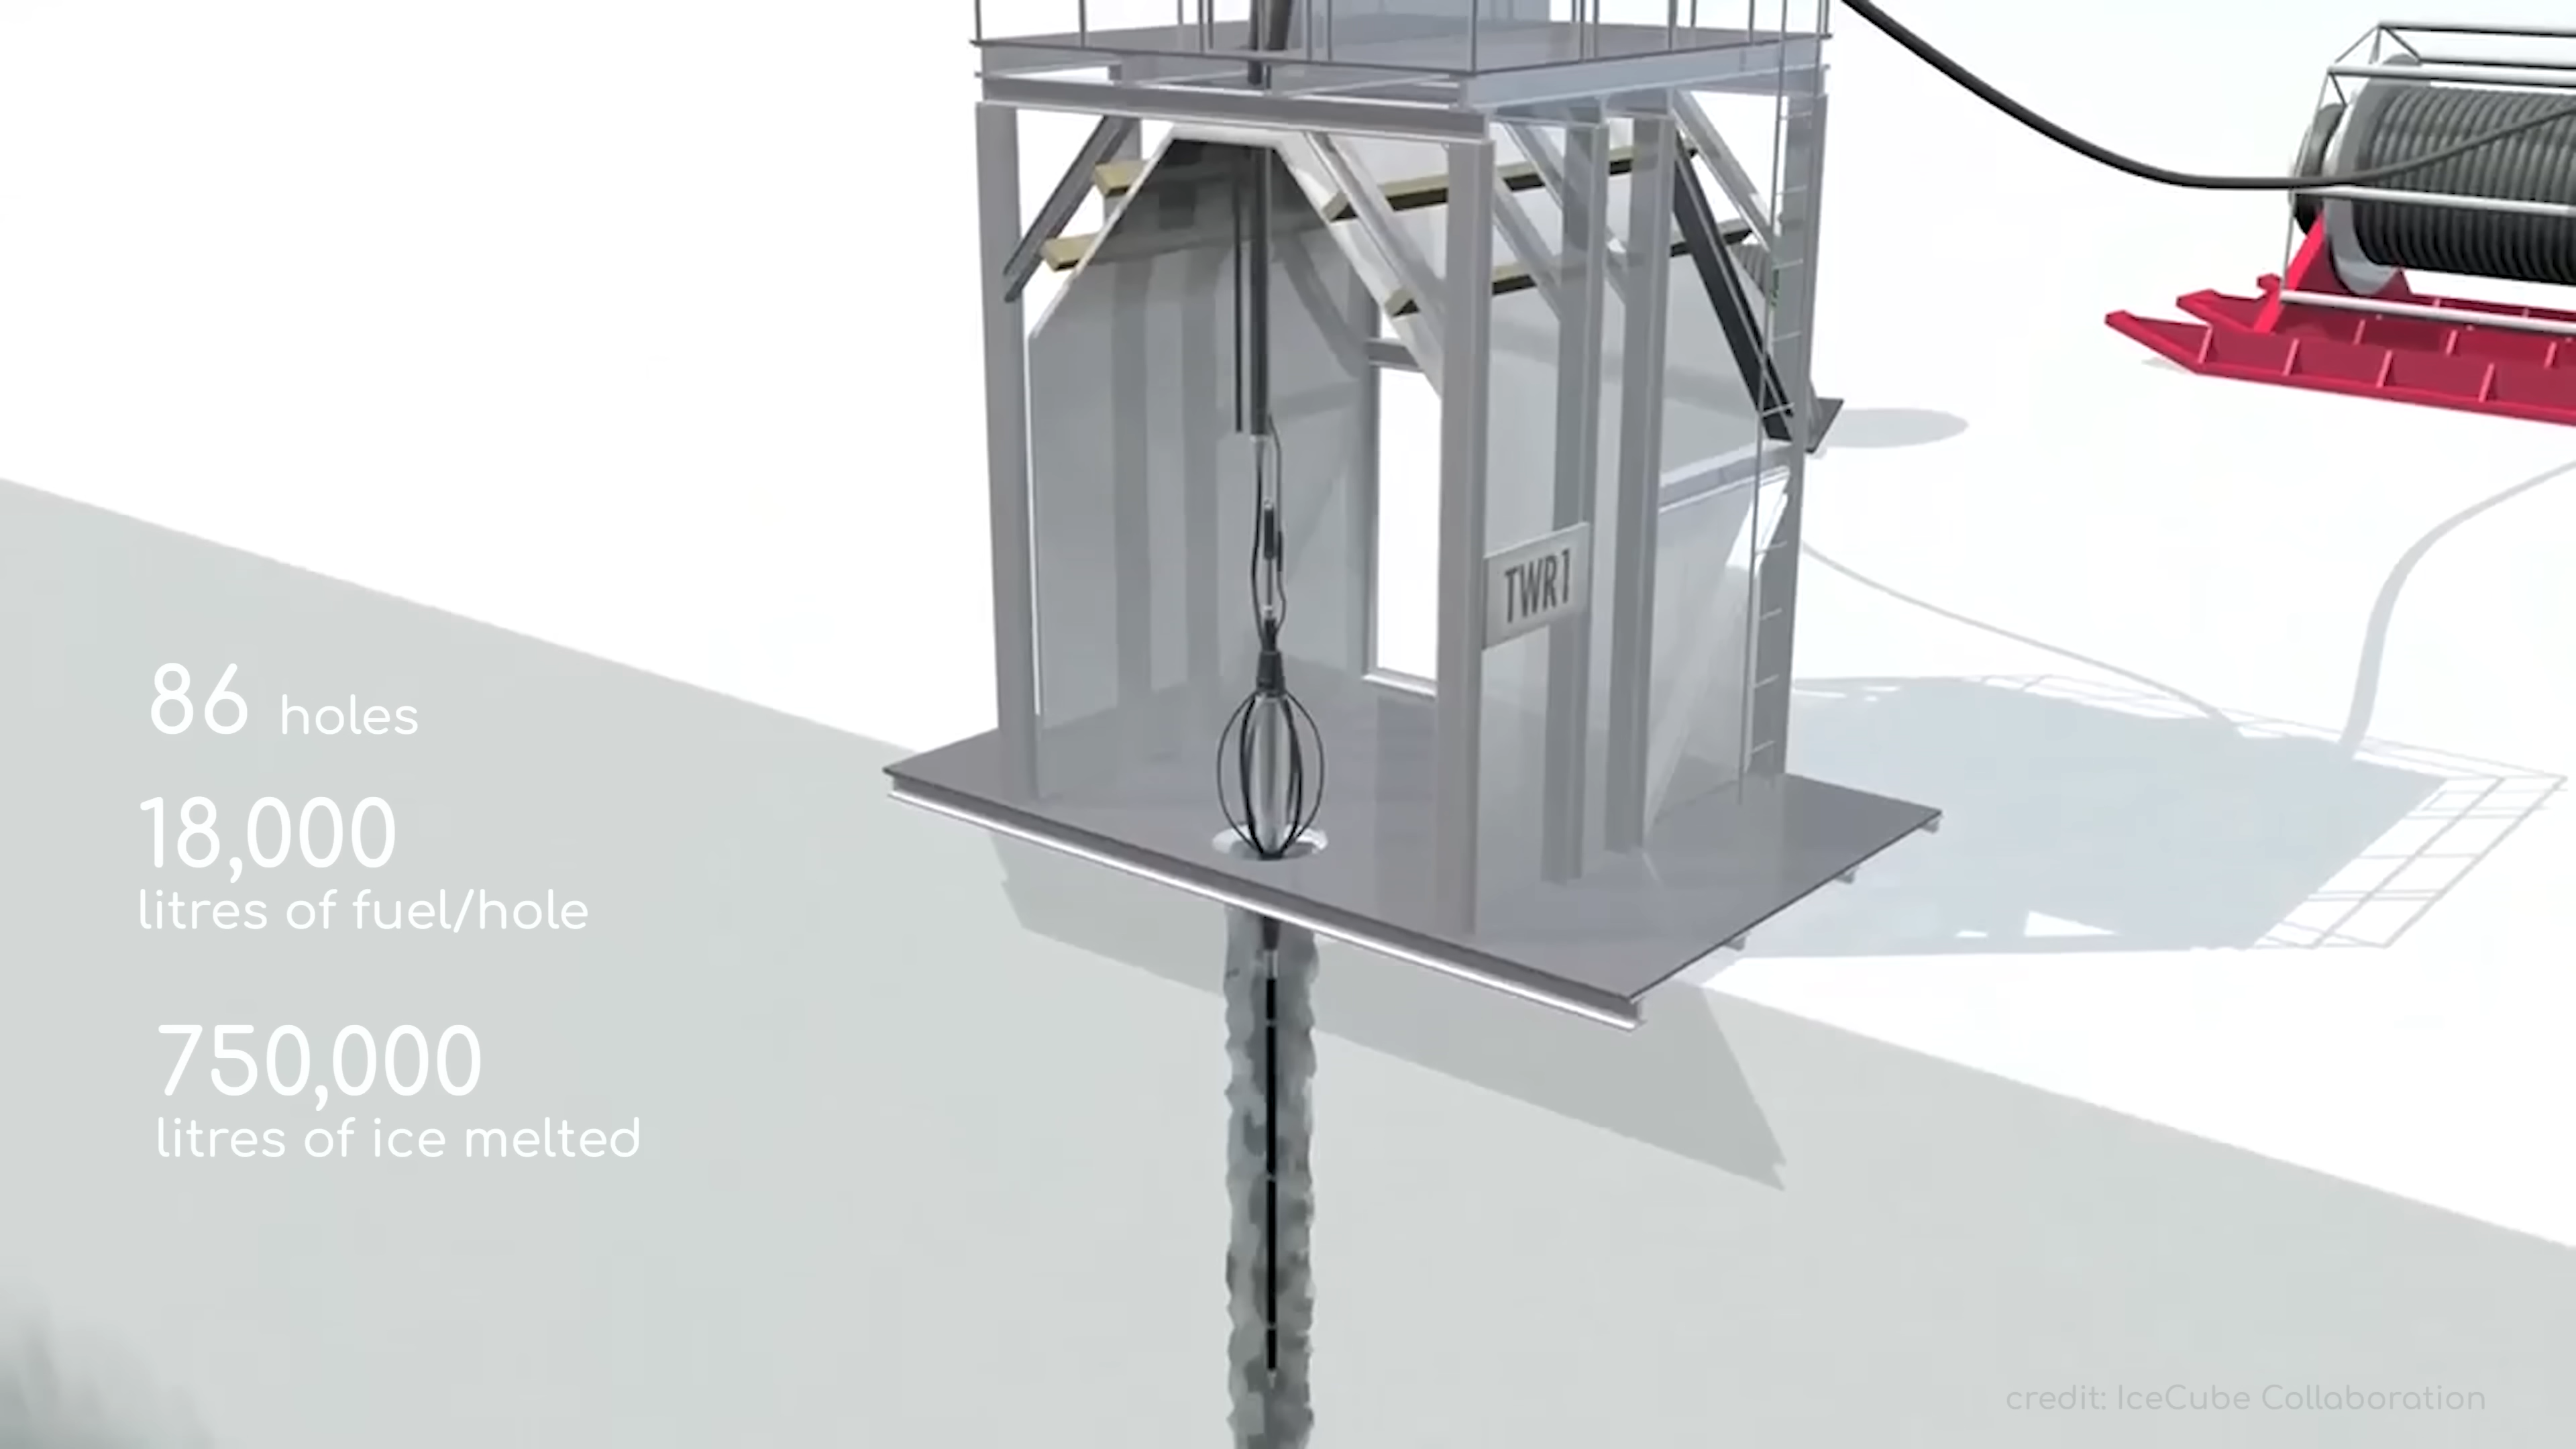 86 holes
18,000
litres of fuel/hole
750,000
litres of ice melted
TWR1
credit: IceCube Collaboration